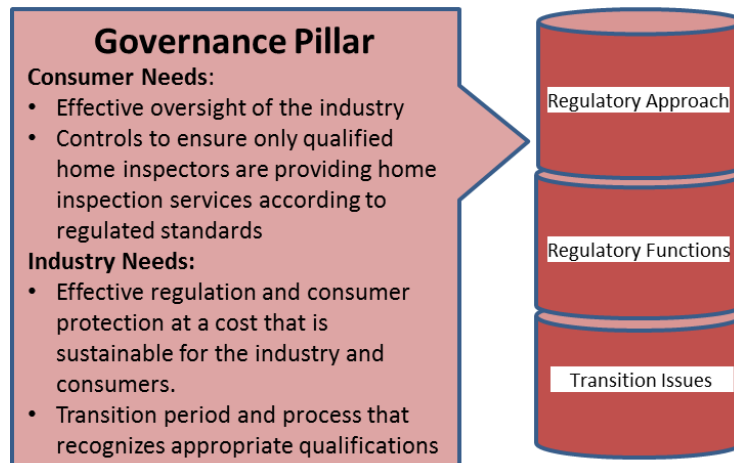 Governance Pillar
Consumer Needs:
• Effective oversight of the industry
• Controls to ensure only qualified
home inspectors are providing home
inspection services according to
regulated standards
Industry Needs:
• Effective regulation and consumer
protection at a cost that is
sustainable for the industry and
consumers.
• Transition period and process that
recognizes appropriate qualifications
Regulatory Approach
Regulatory Functions
Transition Issues